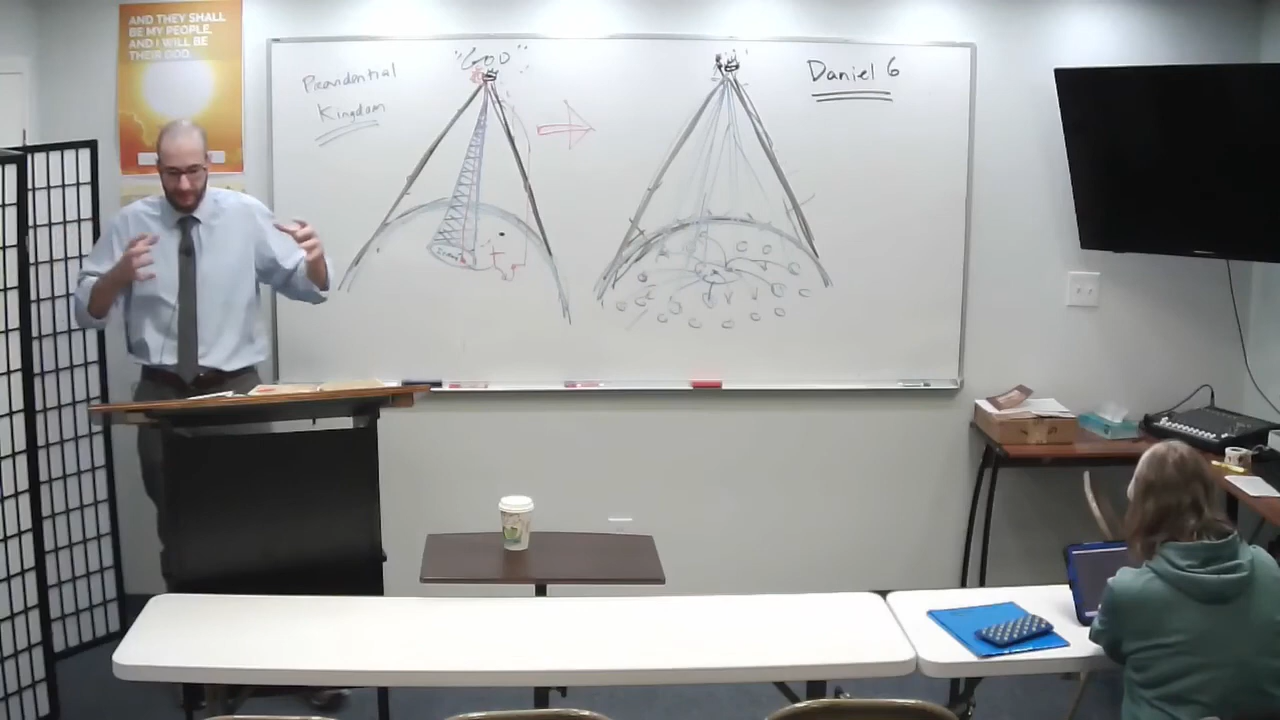 AND THEY SHALL
BE MY PEOPLE,
AND I WILL BE
THEIR GOD.
Providential
Kingdom
"GOD"
Daniel 6